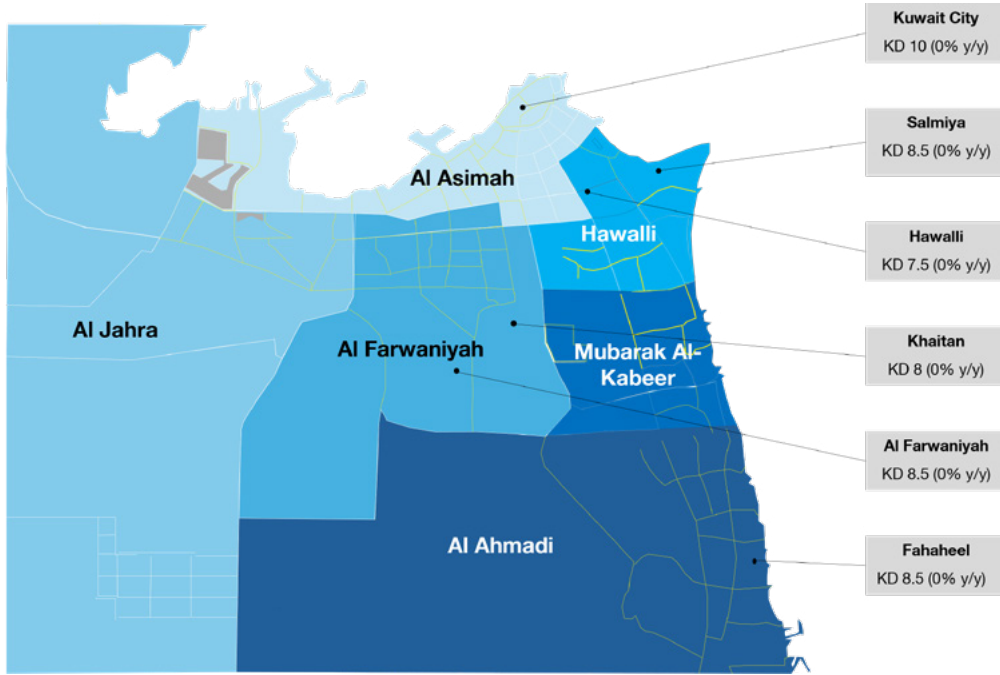 Kuwait City
KD 10 (0% y/y)
Salmiya
KD 8.5 (0% y/y)
Al Asimah
Hawalli
Hawalli
KD 7.5 (0% y/y)
Al Jahra
Al Farwaniyah
Mubarak Al-
Kabeer
Khaitan
KD 8 (0% y/y)
Al Farwaniyah
KD 8.5 (0% y/y)
Al Ahmadi
Fahaheel
KD 8.5 (0% y/y)